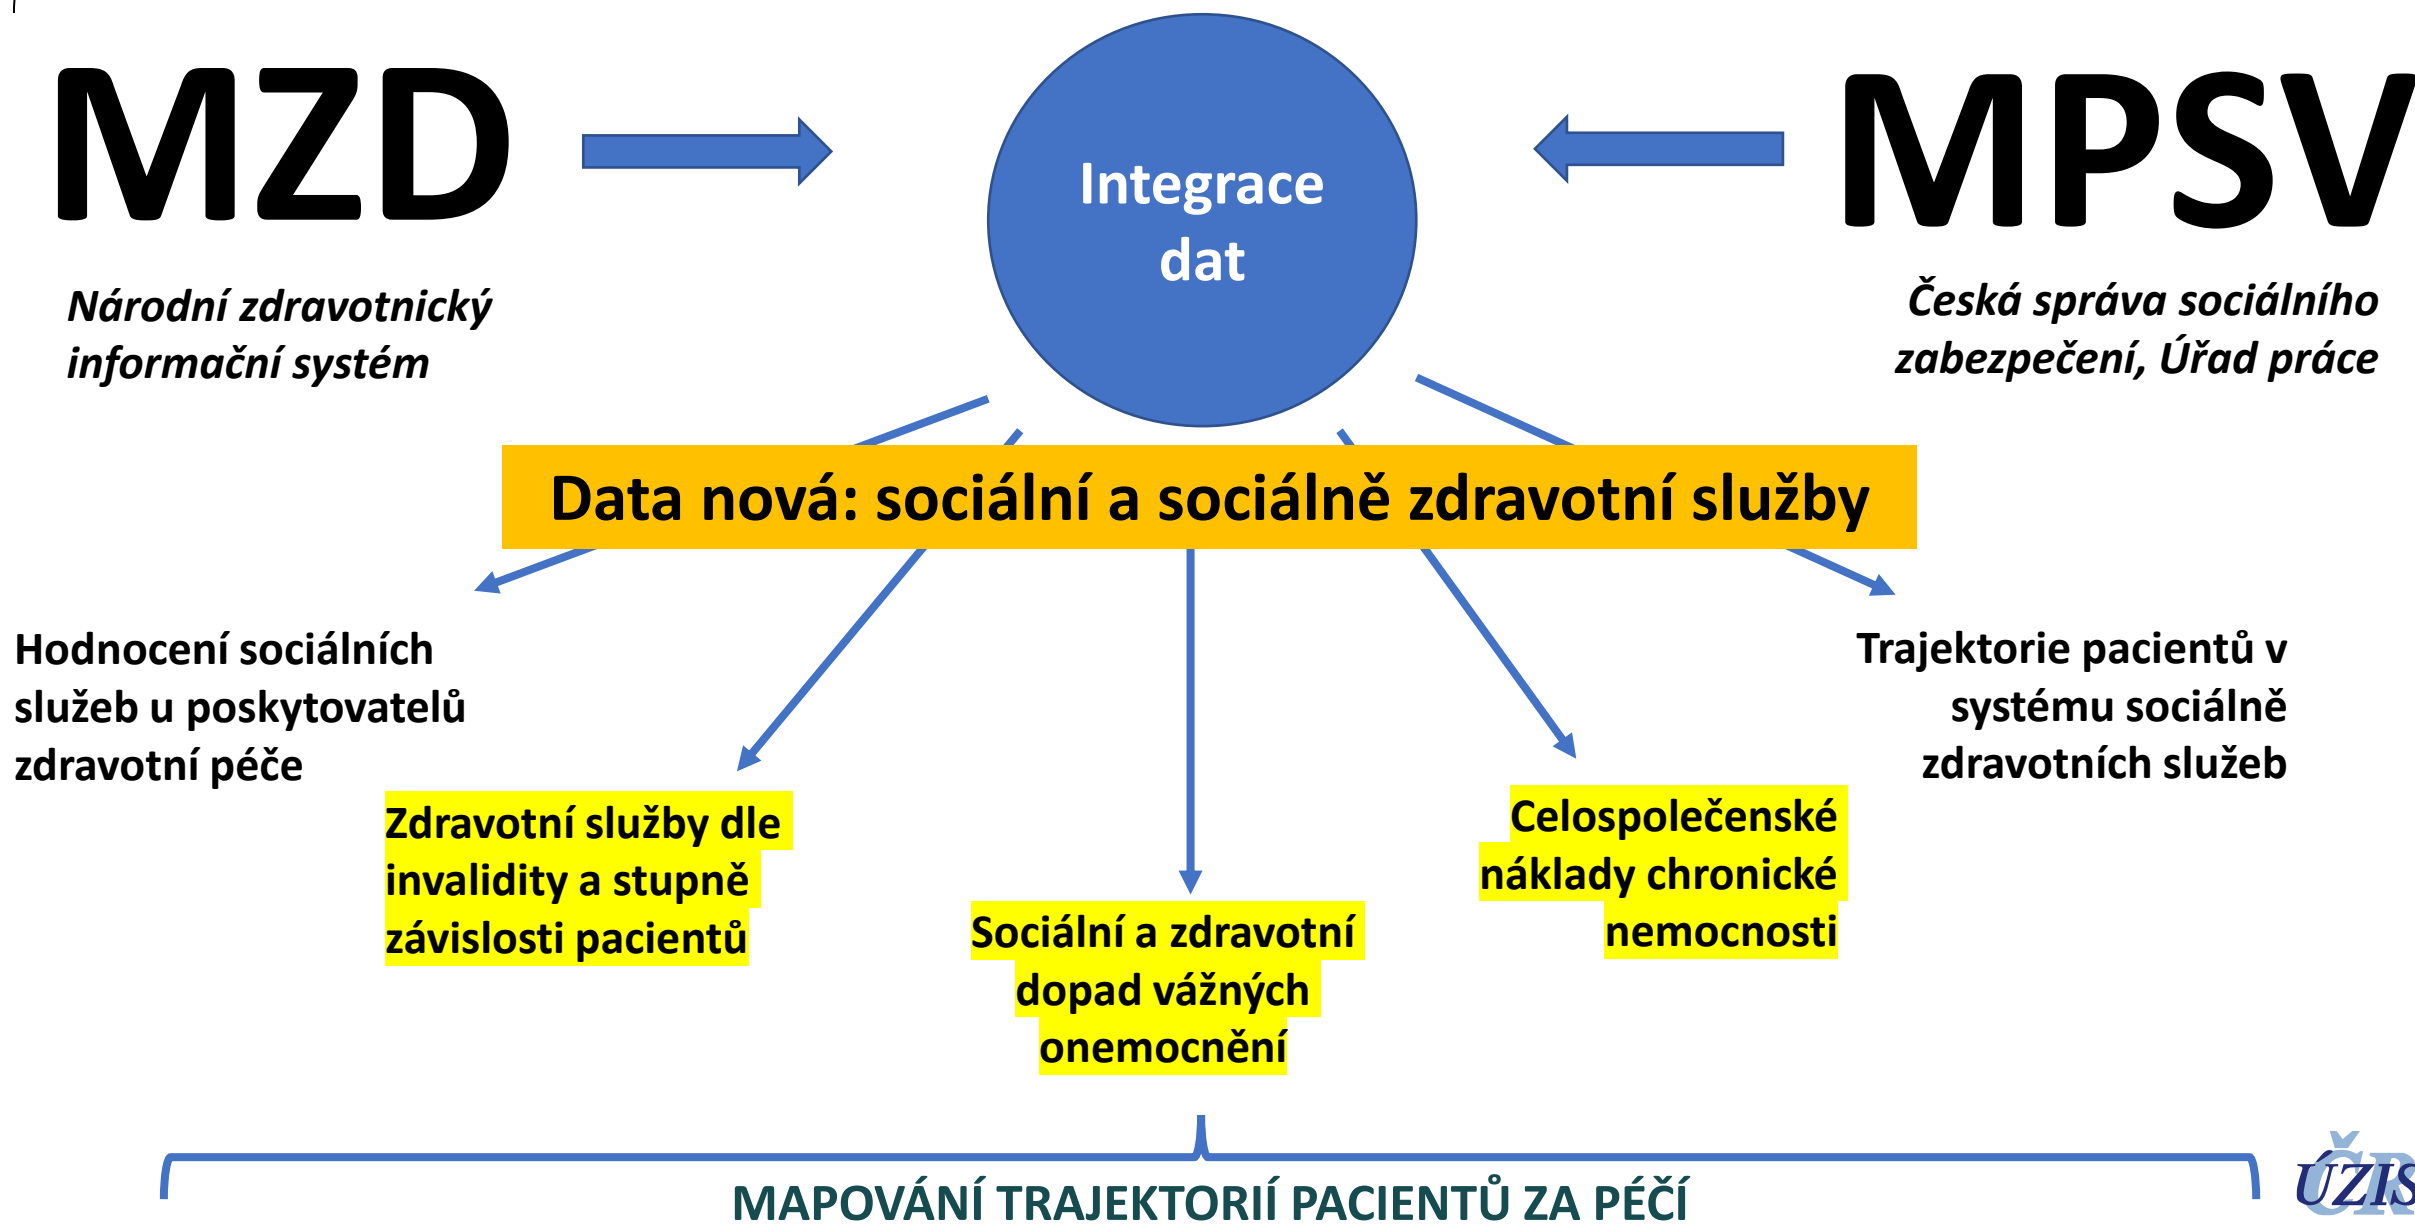 MZD
Národní zdravotnický
informační systém
Integrace
dat
MPSV
Česká správa sociálního
zabezpečení, Úřad práce
Data nová: sociální a sociálně zdravotní služby
Hodnocení sociálních
služeb u poskytovatelů
zdravotní péče
Zdravotní služby dle
invalidity a stupně
závislosti pacientů
Sociální a zdravotní
dopad vážných
onemocnění
Celospolečenské
náklady chronické
nemocnosti
Trajektorie pacientů v
systému sociálně
zdravotních služeb
MAPOVÁNÍ TRAJEKTORIÍ PACIENTŮ ZA PÉČÍ
ČR
ÚZIS